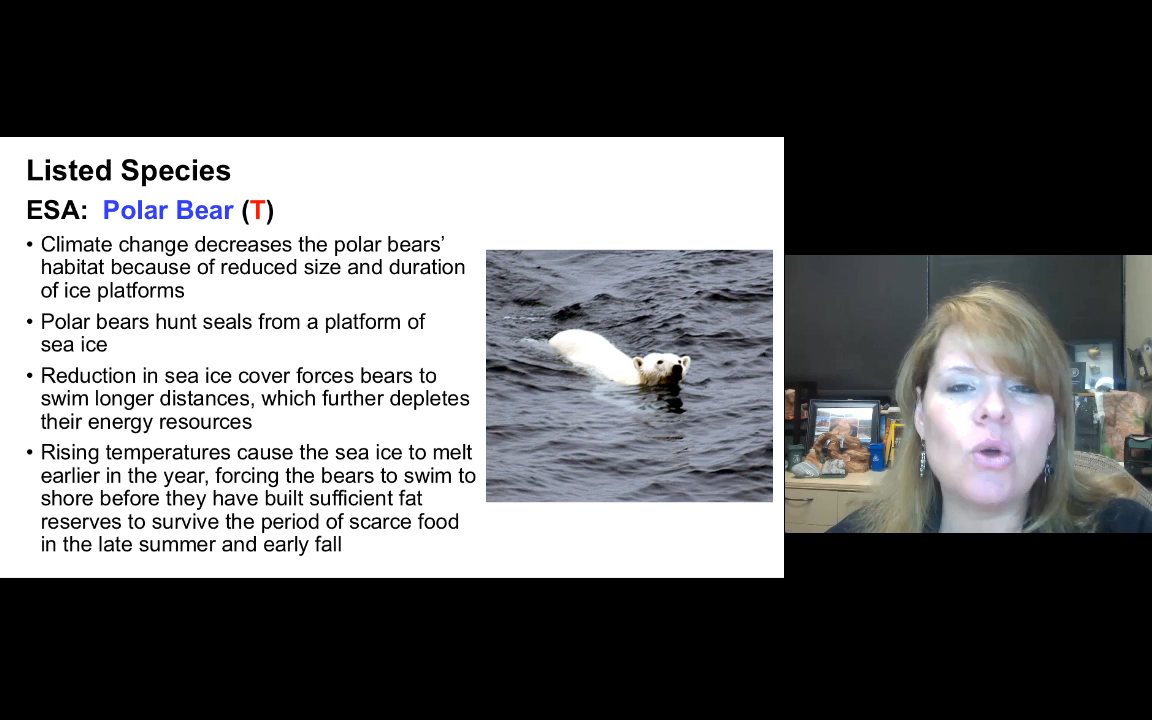 Listed Species
ESA: Polar Bear (T)
• Climate change decreases the polar bears’
habitat because of reduced size and duration
of ice platforms
• Polar bears hunt seals from a platform of
sea ice
• Reduction in sea ice cover forces bears to
swim longer distances, which further depletes
their energy resources
• Rising temperatures cause the sea ice to melt
earlier in the year, forcing the bears to swim to
shore before they have built sufficient fat
reserves to survive the period of scarce food
in the late summer and early fall